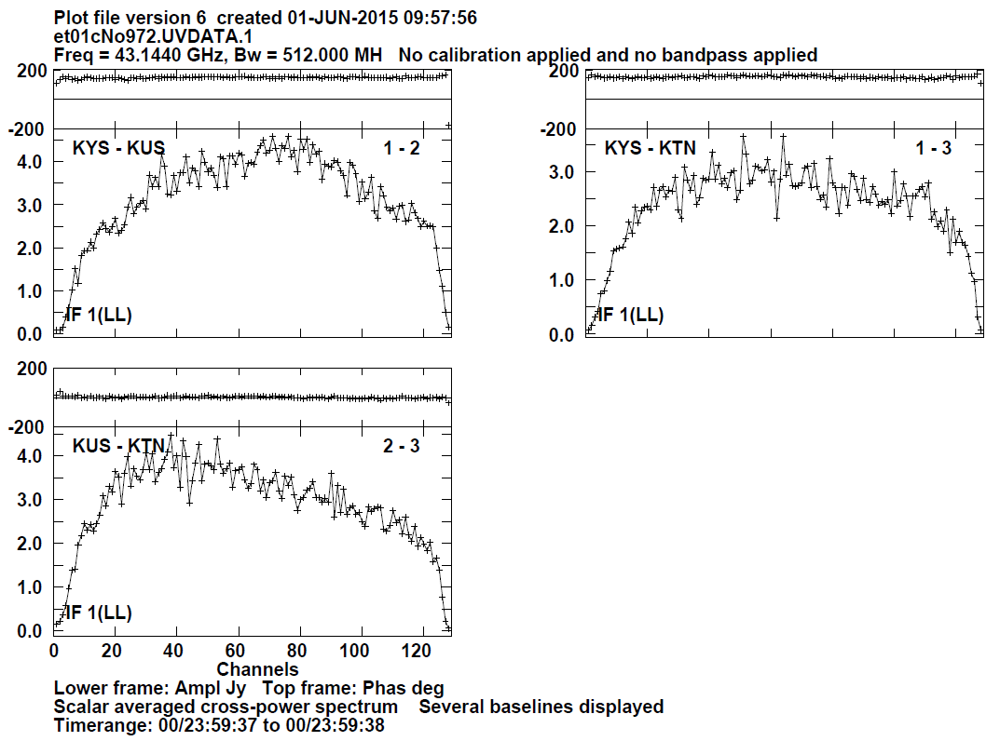 Plot file version 6 created 01-JUN-2015 09:57:56
et01cNo972.UVDATA.1
Freq = 43.1440 GHz, Bw = 512.000 MH No calibration applied and no bandpass applied
200
-200
KYS - KUS 1 - 2
4.0
3.0
2.0
1.0
IF 1(LL)
0.0
200
-200
KYS - KTN 1 - 3
3.0
2.0
1.0
IF 1(LL)
0.0
200
-200
KUS - KTN 2 - 3
4.0
3.0
2.0
1.0
IF 1(LL)
0.0
0 20 40 60 80 100 120
Channels
Lower frame: Ampl Jy Top frame: Phas deg
Scalar averaged cross-power spectrum Several baselines displayed
Timerange: 00/23:59:37 to 00/23:59:38